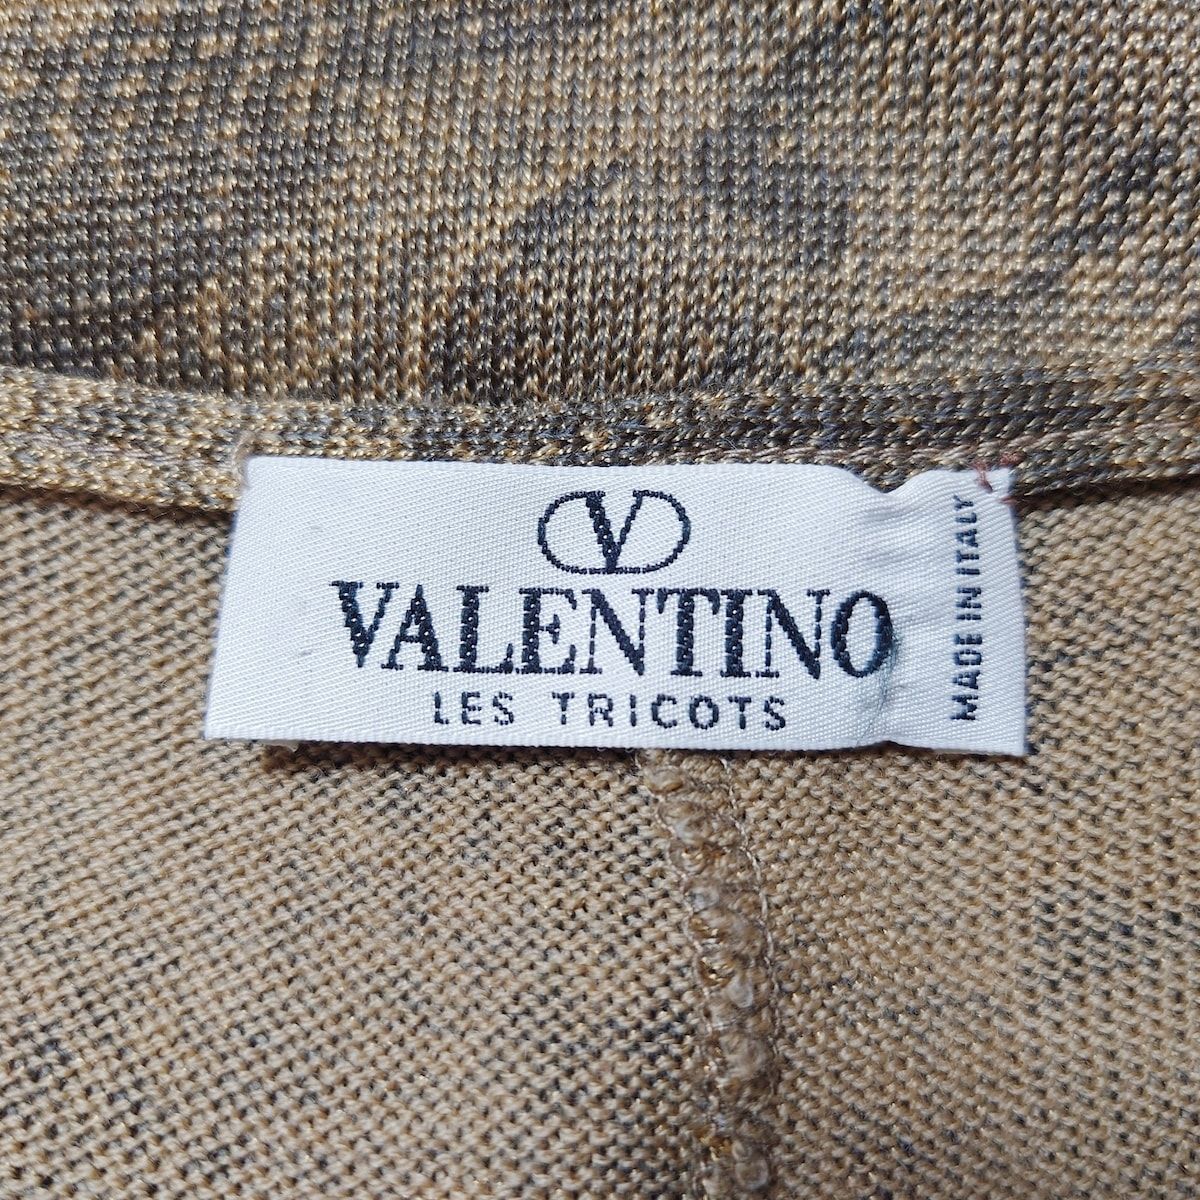 V
VALENTINO
LES TRICOTS
MADE IN ITALY